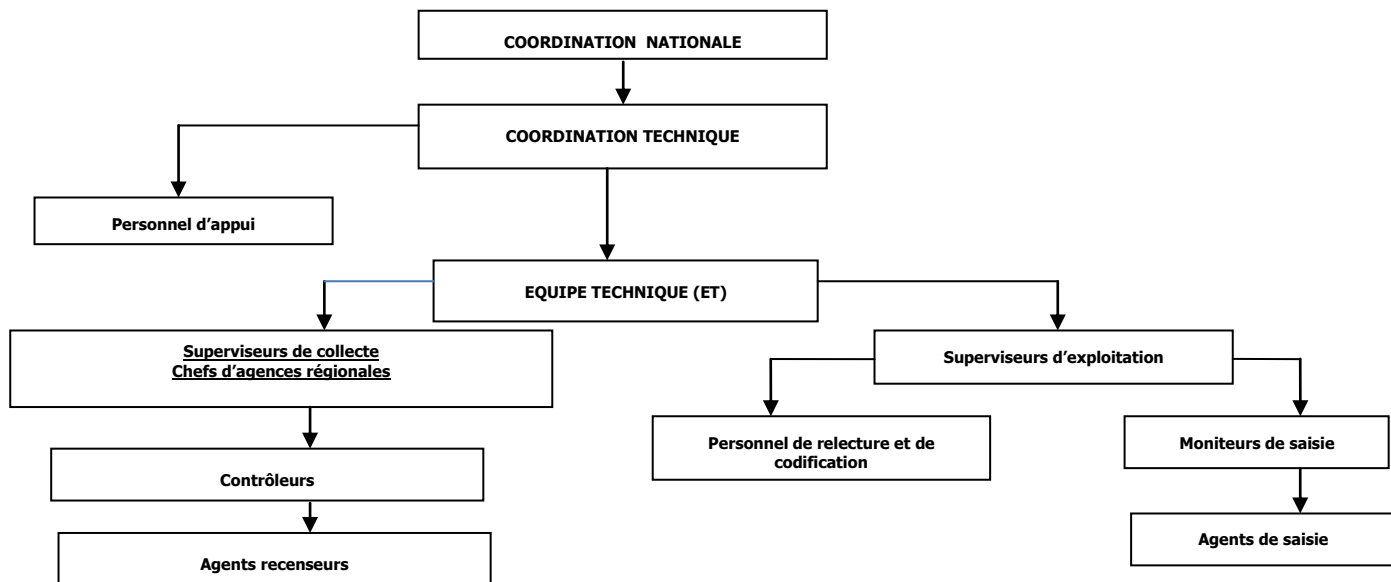 COORDINATION NATIONALE
COORDINATION TECHNIQUE
Personnel d’appui
EQUIPE TECHNIQUE (ET)
Superviseurs de collecte
Chefs d’agences régionales
Superviseurs d’exploitation
Personnel de relecture et de
codification
Moniteurs de saisie
Contrôleurs
Agents de saisie
Agents recenseurs